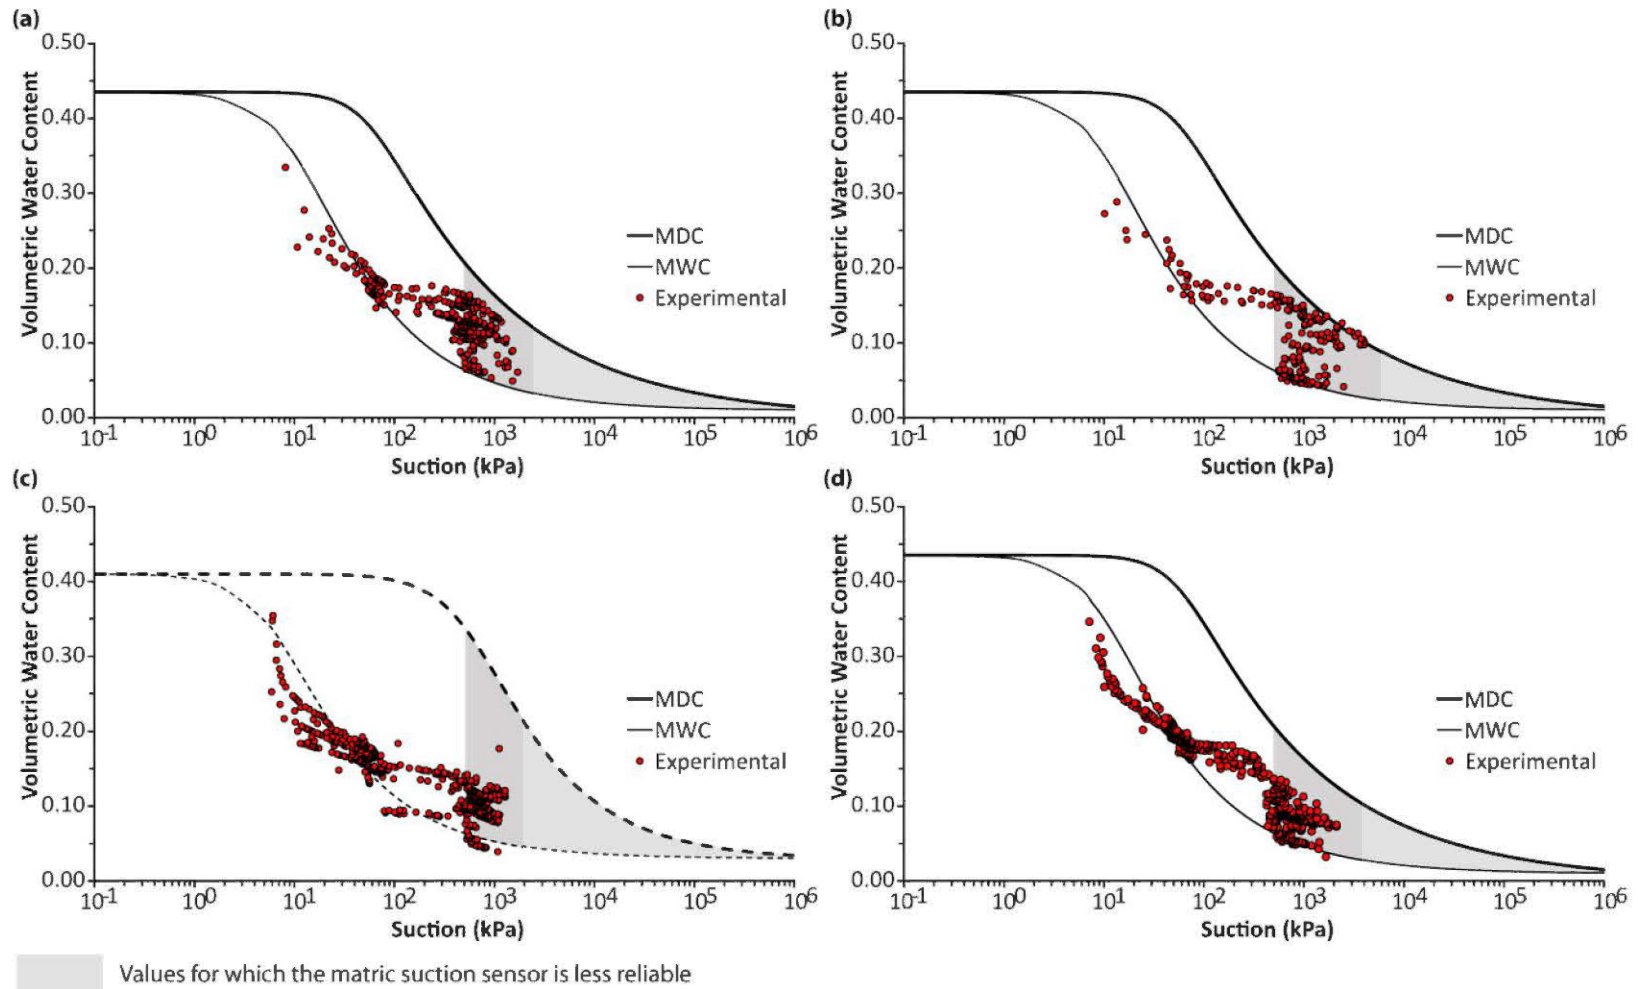 (a)
Volumetric Water Content
0.50
0.40
0.30
0.20
0.10
0.00
10-1 100 101 102 103 104 105 106
Suction (kPa)
MDC
MWC
Experimental
(b)
Volumetric Water Content
0.50
0.40
0.30
0.20
0.10
0.00
10-1 100 101 102 103 104 105 106
Suction (kPa)
MDC
MWC
Experimental
(c)
Volumetric Water Content
0.50
0.40
0.30
0.20
0.10
0.00
10-1 100 101 102 103 104 105 106
Suction (kPa)
MDC
MWC
Experimental
(d)
Volumetric Water Content
0.50
0.40
0.30
0.20
0.10
0.00
10-1 100 101 102 103 104 105 106
Suction (kPa)
MDC
MWC
Experimental
Values for which the matric suction sensor is less reliable